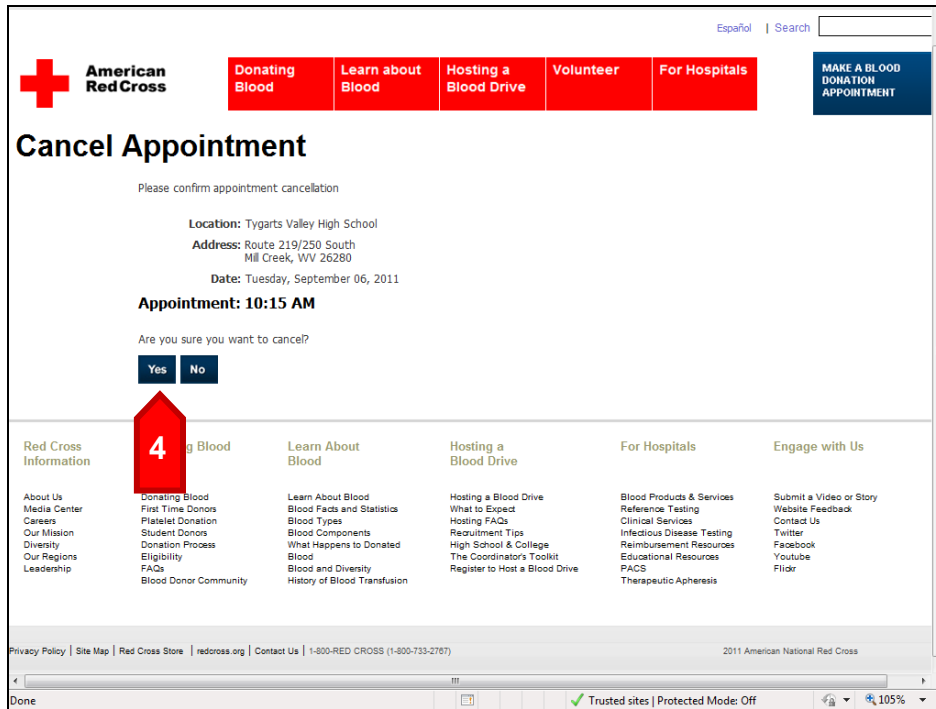 Español | Search
American
Red Cross
Donating
Blood
Learn about
Blood
Hosting a
Blood Drive
Volunteer
For Hospitals
MAKE A BLOOD
DONATION
APPOINTMENT
Cancel Appointment
Please confirm appointment cancellation
Location: Tygarts Valley High School
Address: Route 219/250 South
Mill Creek, WV 26280
Date: Tuesday, September 06, 2011
Appointment: 10:15 AM
Are you sure you want to cancel?
Yes No
4
Red Cross
Information
About Us
Media Center
Careers
Our Mission
Diversity
Our Regions
Leadership
g Blood
Donating Blood
First Time Donors
Platelet Donation
Student Donors
Donation Process
Eligibility
FAQs
Blood Donor Community
Learn About
Blood
Learn About Blood
Blood Facts and Statistics
Blood Types
Blood Components
What Happens to Donated
Blood
Blood and Diversity
History of Blood Transfusion
Hosting a
Blood Drive
Hosting a Blood Drive
What to Expect
Hosting FAQs
Recruitment Tips
High School & College
The Coordinator's Toolkit
Register to Host a Blood Drive
For Hospitals
Blood Products & Services
Reference Testing
Clinical Services
Infectious Disease Testing
Reimbursement Resources
Educational Resources
PACS
Therapeutic Apheresis
Engage with Us
Submit a Video or Story
Website Feedback
Contact Us
Twitter
Facebook
Youtube
Flickr
Privacy Policy | Site Map | Red Cross Store | redcross.org | Contact Us | 1-800-RED CROSS (1-800-733-2767)
2011 American National Red Cross
Done
Trusted sites | Protected Mode: Off
105%